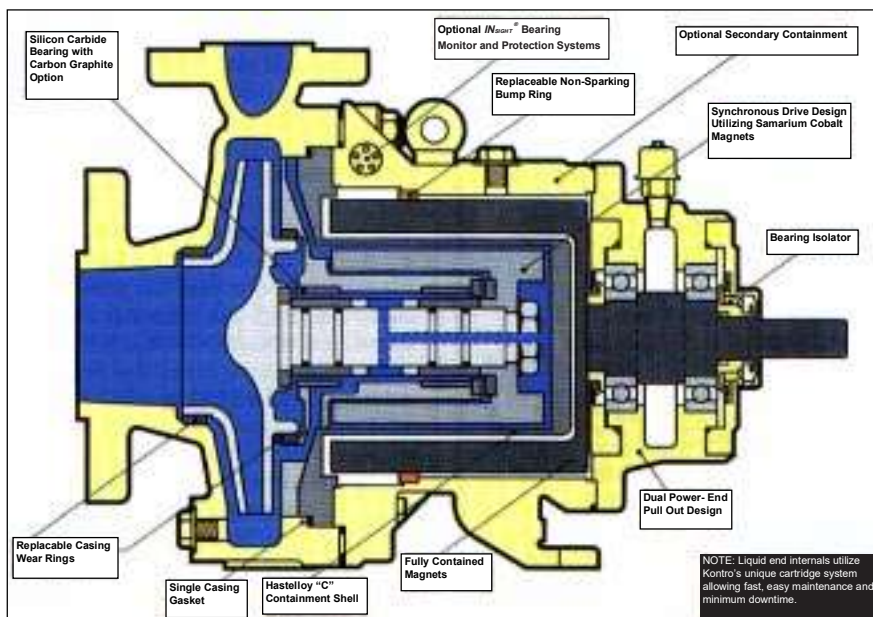 Silicon Carbide
Bearing with
Carbon Graphite
Option
Optional INSIGHT® Bearing
Monitor and Protection Systems
Optional Secondary Containment
Replaceable Non-Sparking
Bump Ring
Synchronous Drive Design
Utilizing Samarium Cobalt
Magnets
Bearing Isolator
Dual Power- End
Pull Out Design
Replacable Casing
Wear Rings
Single Casing
Gasket
Hastelloy “C”
Containment Shell
Fully Contained
Magnets
NOTE: Liquid end internals utilize
Kontro's unique cartridge system
allowing fast, easy maintenance and
minimum downtime.